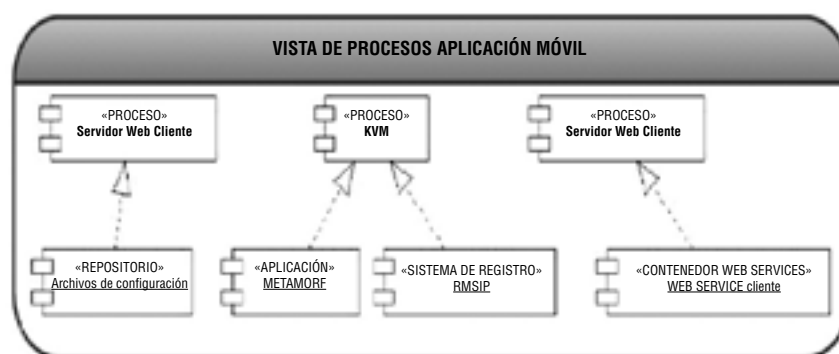 VISTA DE PROCESOS APLICACIÓN MÓVIL
«PROCESO»
Servidor Web Cliente
«PROCESO»
KVM
«PROCESO»
Servidor Web Cliente
«REPOSITORIO»
Archivos de configuración
«APLICACIÓN»
METAMORF
«SISTEMA DE REGISTRO»
RMSIP
«CONTENEDOR WEB SERVICES»
WEB SERVICE cliente